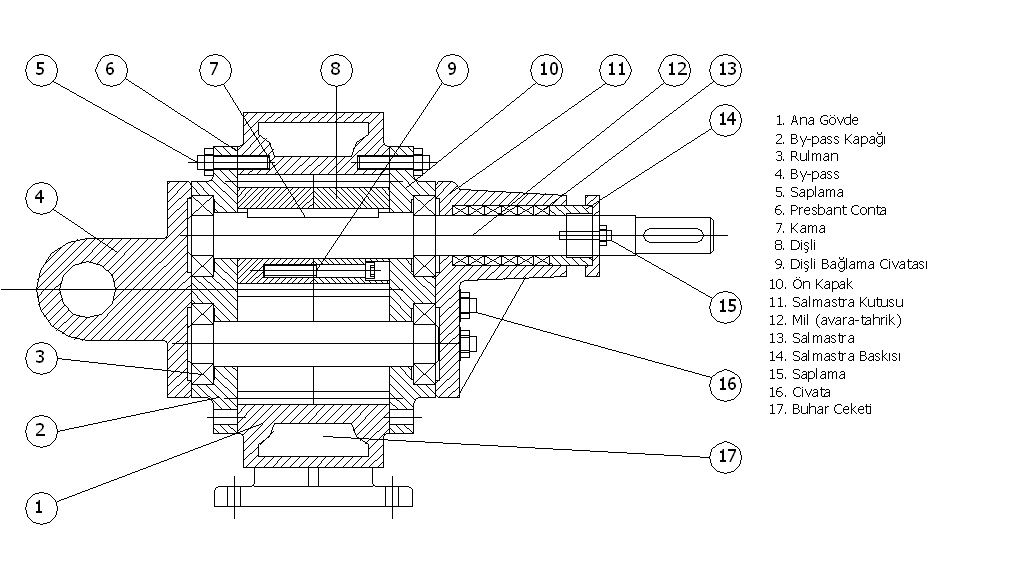 5 6 7 8 9 10 11 12 13
14
4
15
3
16
2
17
1
1. Ana Gövde
2. By-pass Kapağı
3. Rulman
4. By-pass
5. Saplama
6. Presbant Conta
7. Kama
8. Dişli
9. Dişli Bağlama Civatası
10. Ön Kapak
11. Salmastra Kutusu
12. Mil (avara-tahrik)
13. Salmastra
14. Salmastra Baskısı
15. Saplama
16. Civata
17. Buhar Ceketi